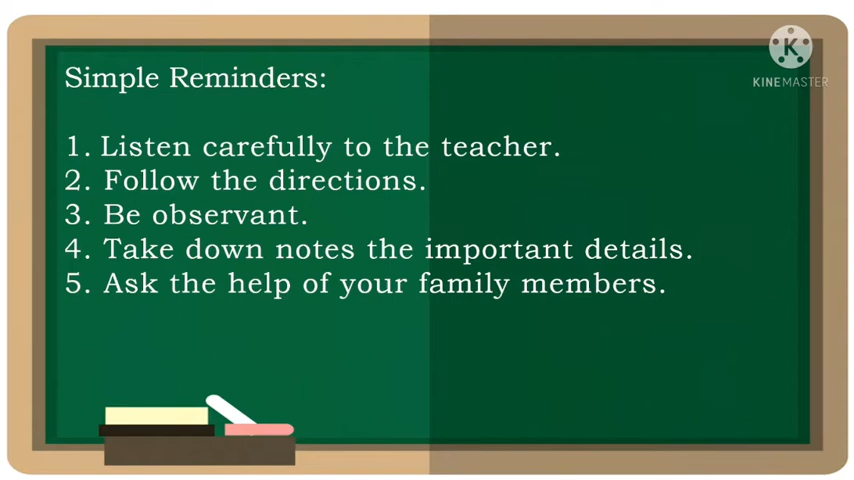 Simple Reminders:
1. Listen carefully to the teacher.
2. Follow the directions.
3. Be observant.
4. Take down notes the important details.
5. Ask the help of your family members.
K
KINEMASTER